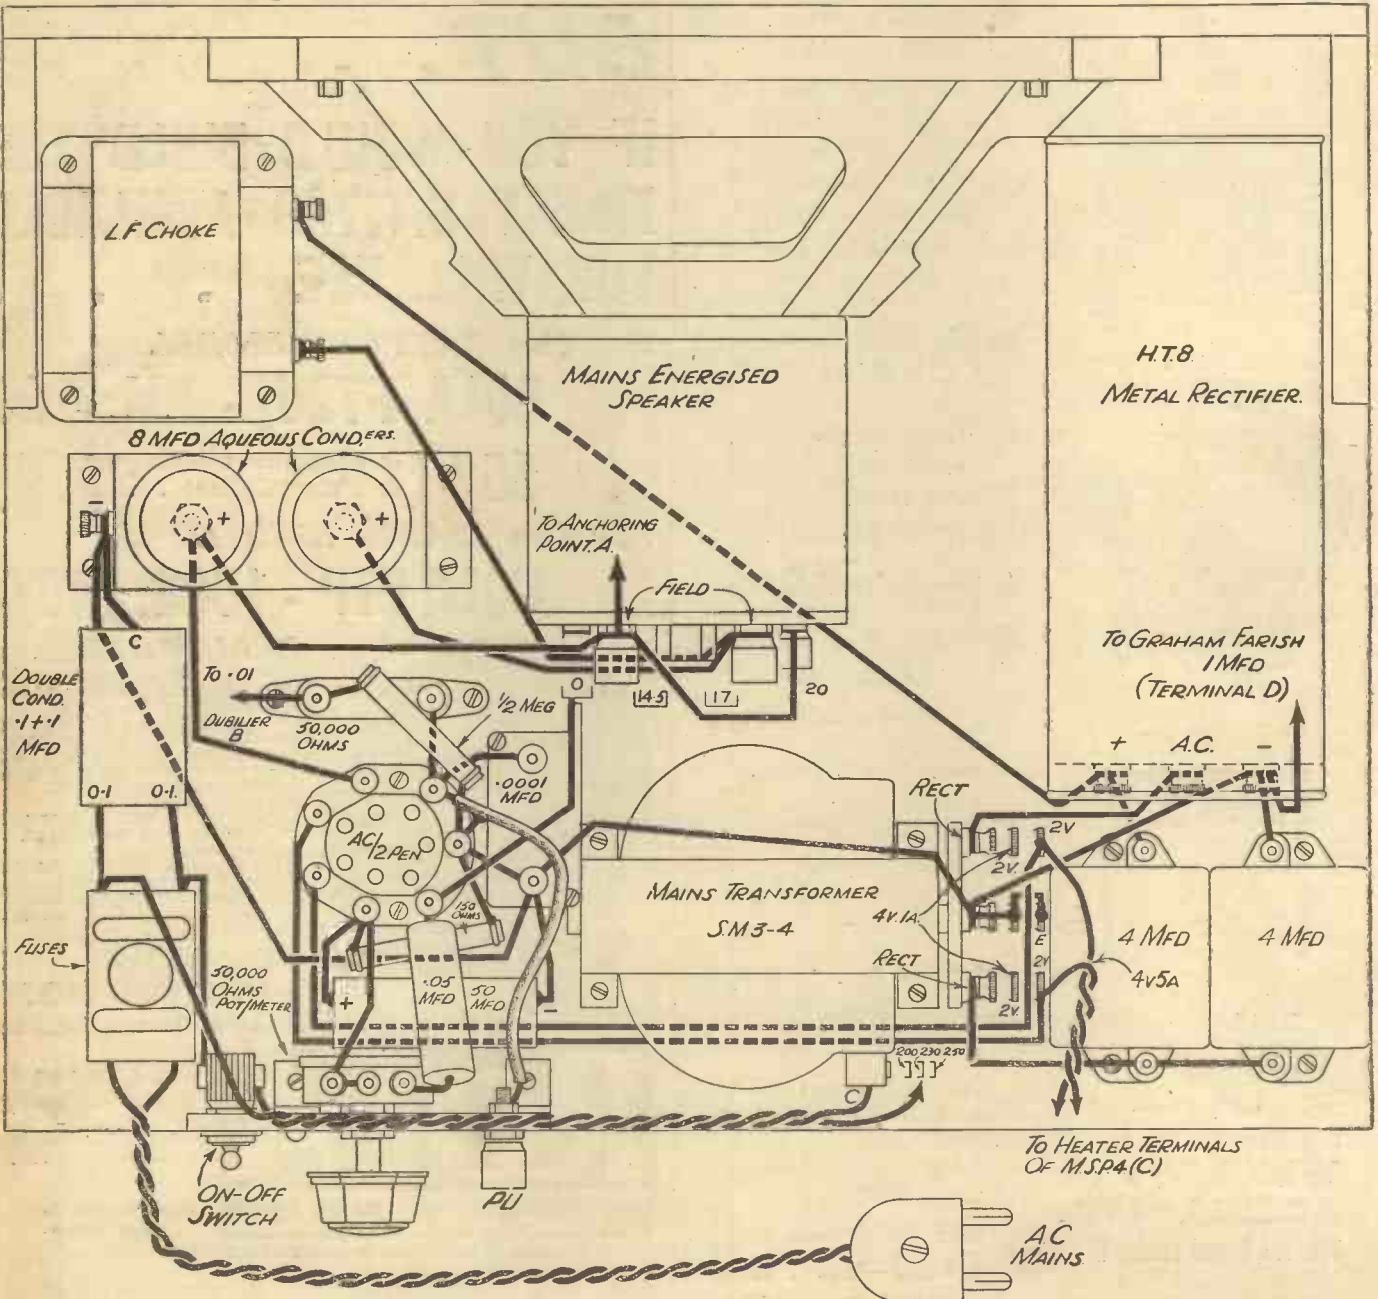 L.F CHOKE
MAINS ENERGISED
SPEAKER
H.T.8.
METAL RECTIFIER.
8 MFD AQUEOUS COND,ERS.
-
+
+
TO ANCHORING
POINT.A.
FIELD
C
DOUBLE
COND.
·1+·1
MFD
0·1
0·1.
TO ·01
DUBILIER
B
50,000
OHMS
½ MEG
0
14·5
17
20
TO GRAHAM FARISH
1 MFD
(TERMINAL D)
+
A.C.
-
.0001
MFD
AC/2 PEN
150
OHMS
RECT
2V
2V.
4V.1A.
E
2V
RECT
2V.
MAINS TRANSFORMER
S.M 3-4
4 MFD
4 MFD
4V5A
FUSES
50,000
OHMS
POT/METER
+
.05
MFD
50
MFD
-
200 230 250
C
TO HEATER TERMINALS
OF M.S.P.4.(C)
ON-OFF
SWITCH
PU
A.C
MAINS